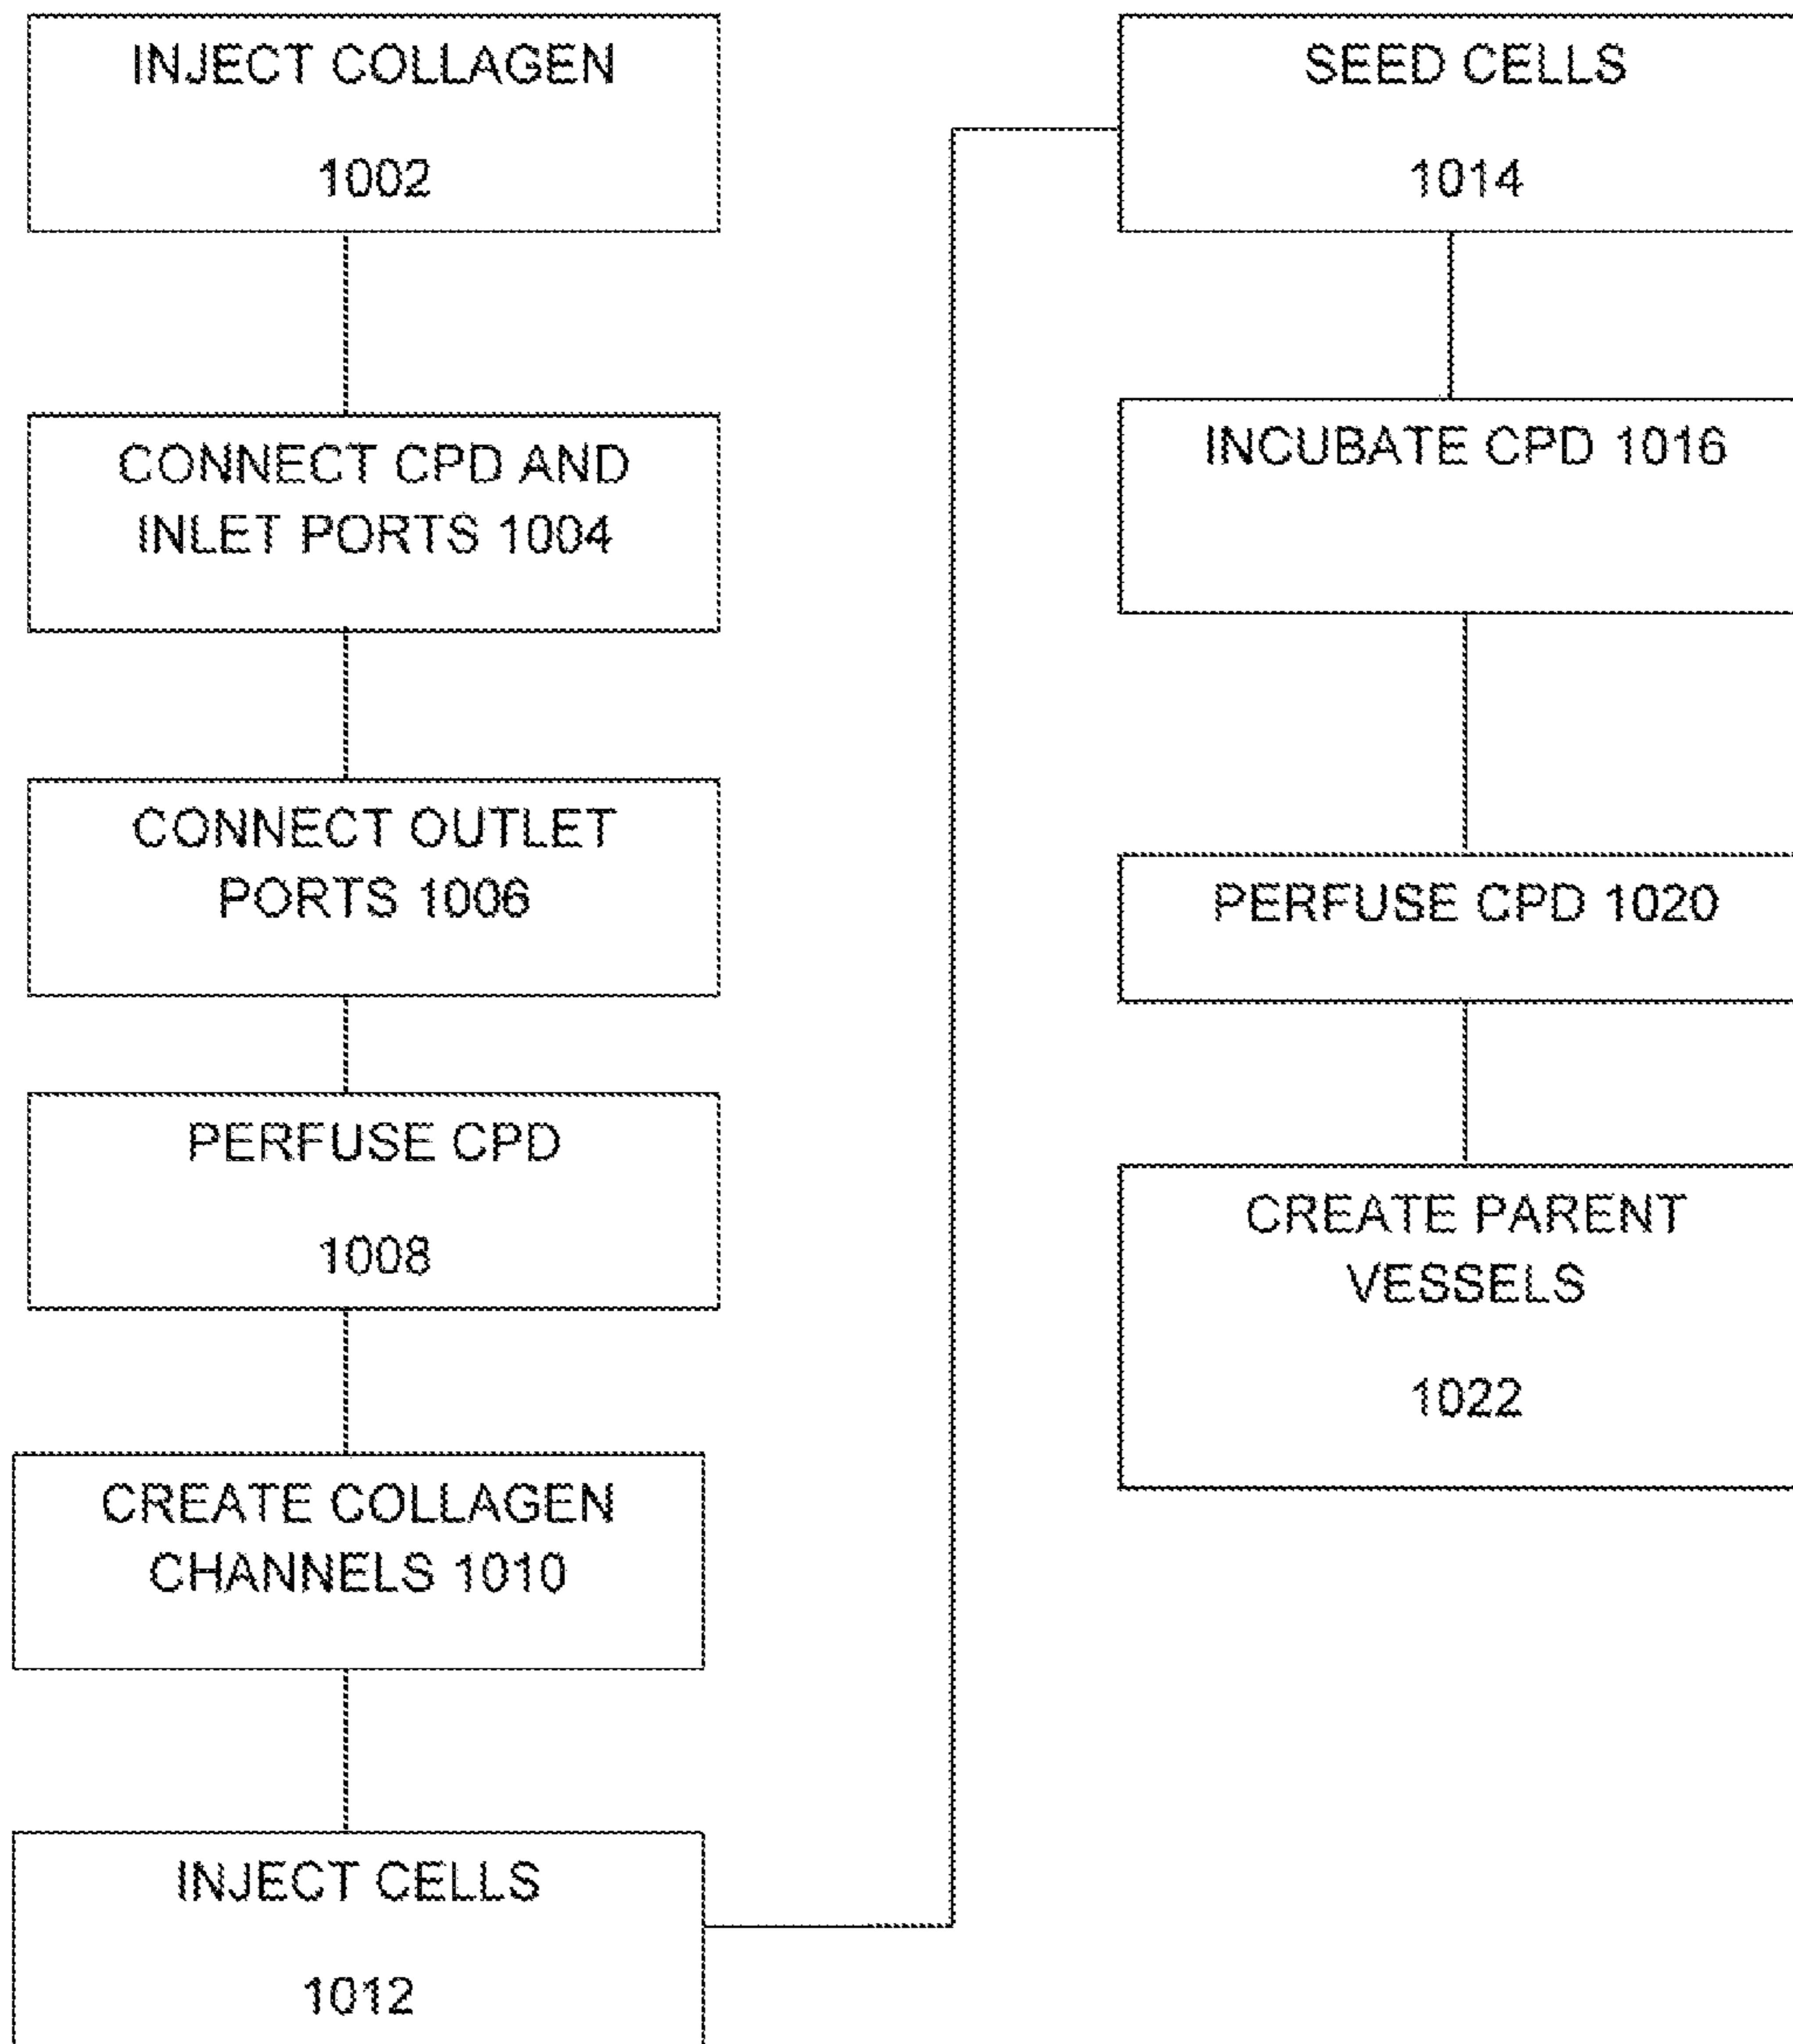 INJECT COLLAGEN
1002
CONNECT CPD AND
INLET PORTS 1004
CONNECT OUTLET
PORTS 1006
PERFUSE CPD
1008
CREATE COLLAGEN
CHANNELS 1010
INJECT CELLS
1012
SEED CELLS
1014
INCUBATE CPD 1016
PERFUSE CPD 1020
CREATE PARENT
VESSELS
1022